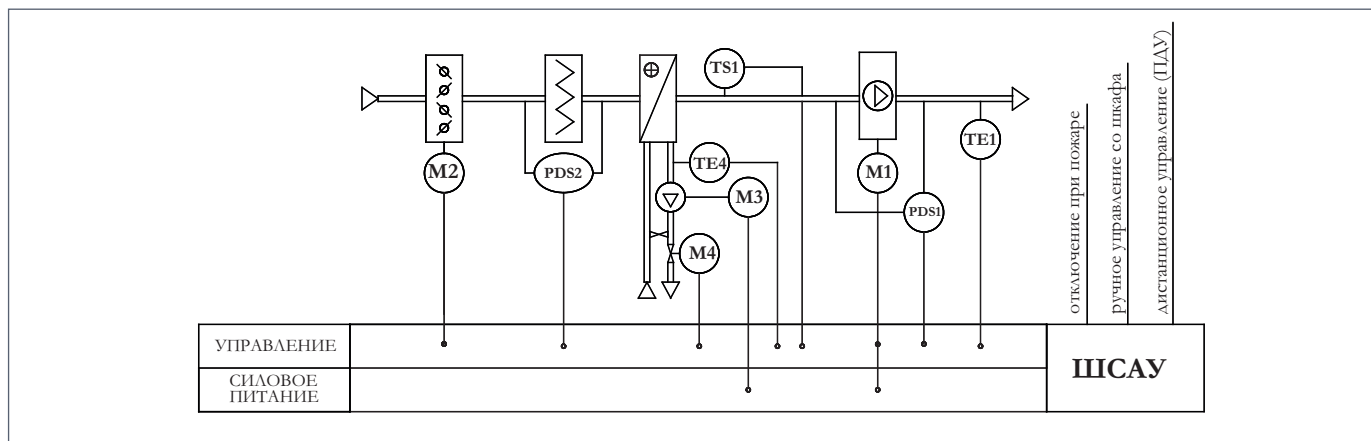 TS1
M2
PDS2
TE4
M3
M4
M1
PDS1
TE1
отключение при пожаре
ручное управление со шкафа
дистанционное управление (ПДУ)
УПРАВЛЕНИЕ
СИЛОВОЕ
ПИТАНИЕ
ШСАУ